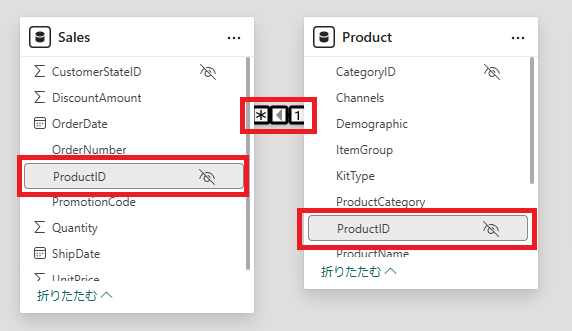 Sales
CustomerStateID
DiscountAmount
OrderDate
OrderNumber
ProductID
PromotionCode
Quantity
ShipDate
UnitPrice
折りたたむ
* 1
Product
CategoryID
Channels
Demographic
ItemGroup
KitType
ProductCategory
ProductID
ProductName
折りたたむ